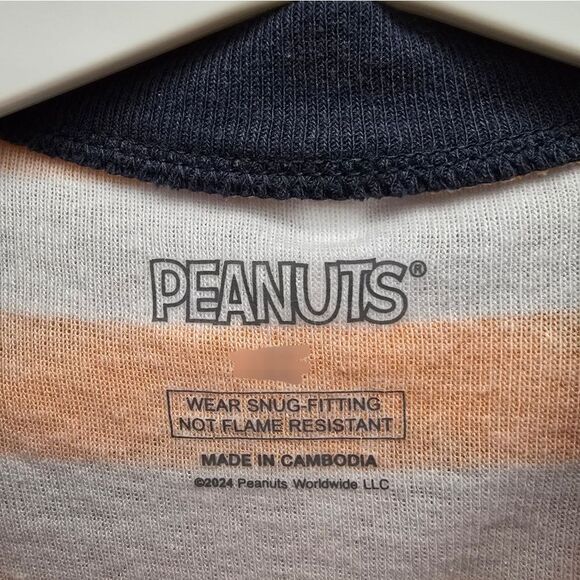 PEANUTS®
WEAR SNUG-FITTING
NOT FLAME RESISTANT
MADE IN CAMBODIA
©2024 Peanuts Worldwide LLC